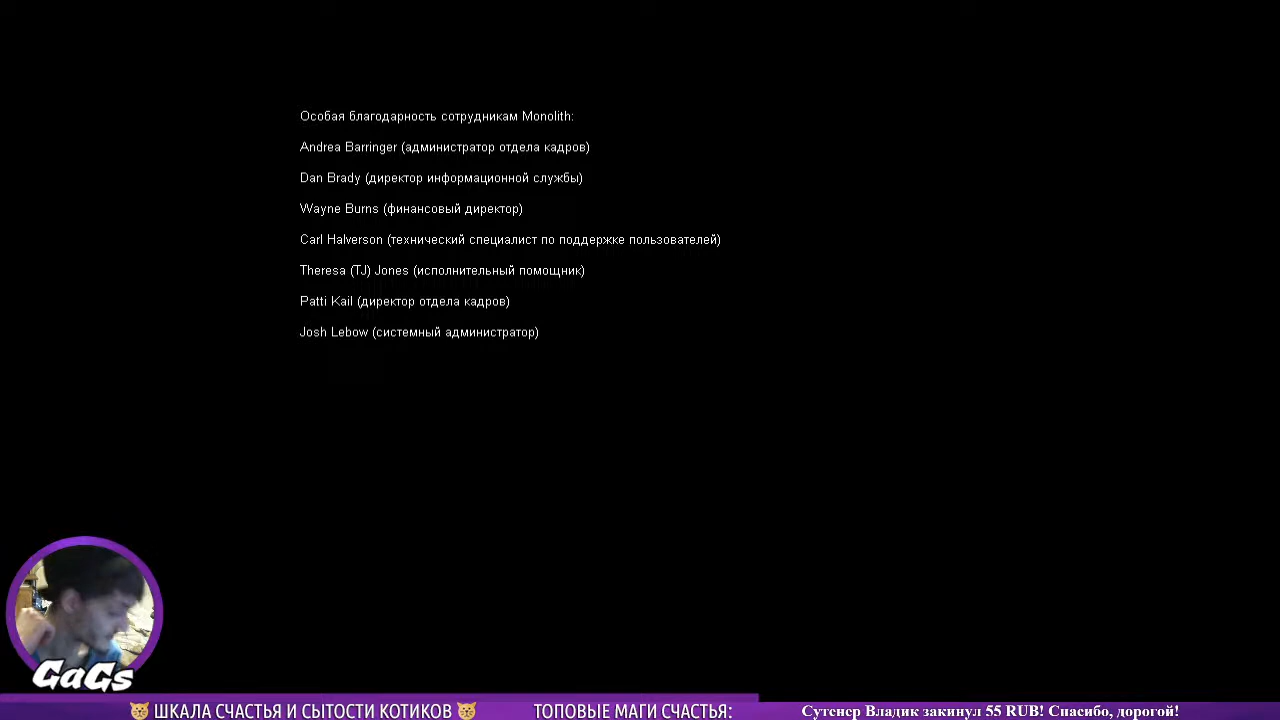 Особая благодарность сотрудникам Monolith:
Andrea Barringer (администратор отдела кадров)
Dan Brady (директор информационной службы)
Wayne Burns (финансовый директор)
Carl Halverson (технический специалист по поддержке пользователей)
Theresa (TJ) Jones (исполнительный помощник)
Patti Kail (директор отдела кадров)
Josh Lebow (системный администратор)
GaGs
ШКАЛА СЧАСТЬЯ И СЫТОСТИ КОТИКОВ
ТОПОВЫЕ МАГИ СЧАСТЬЯ:
Сутенер Владик закинул 55 RUB! Спасибо, дорогой!